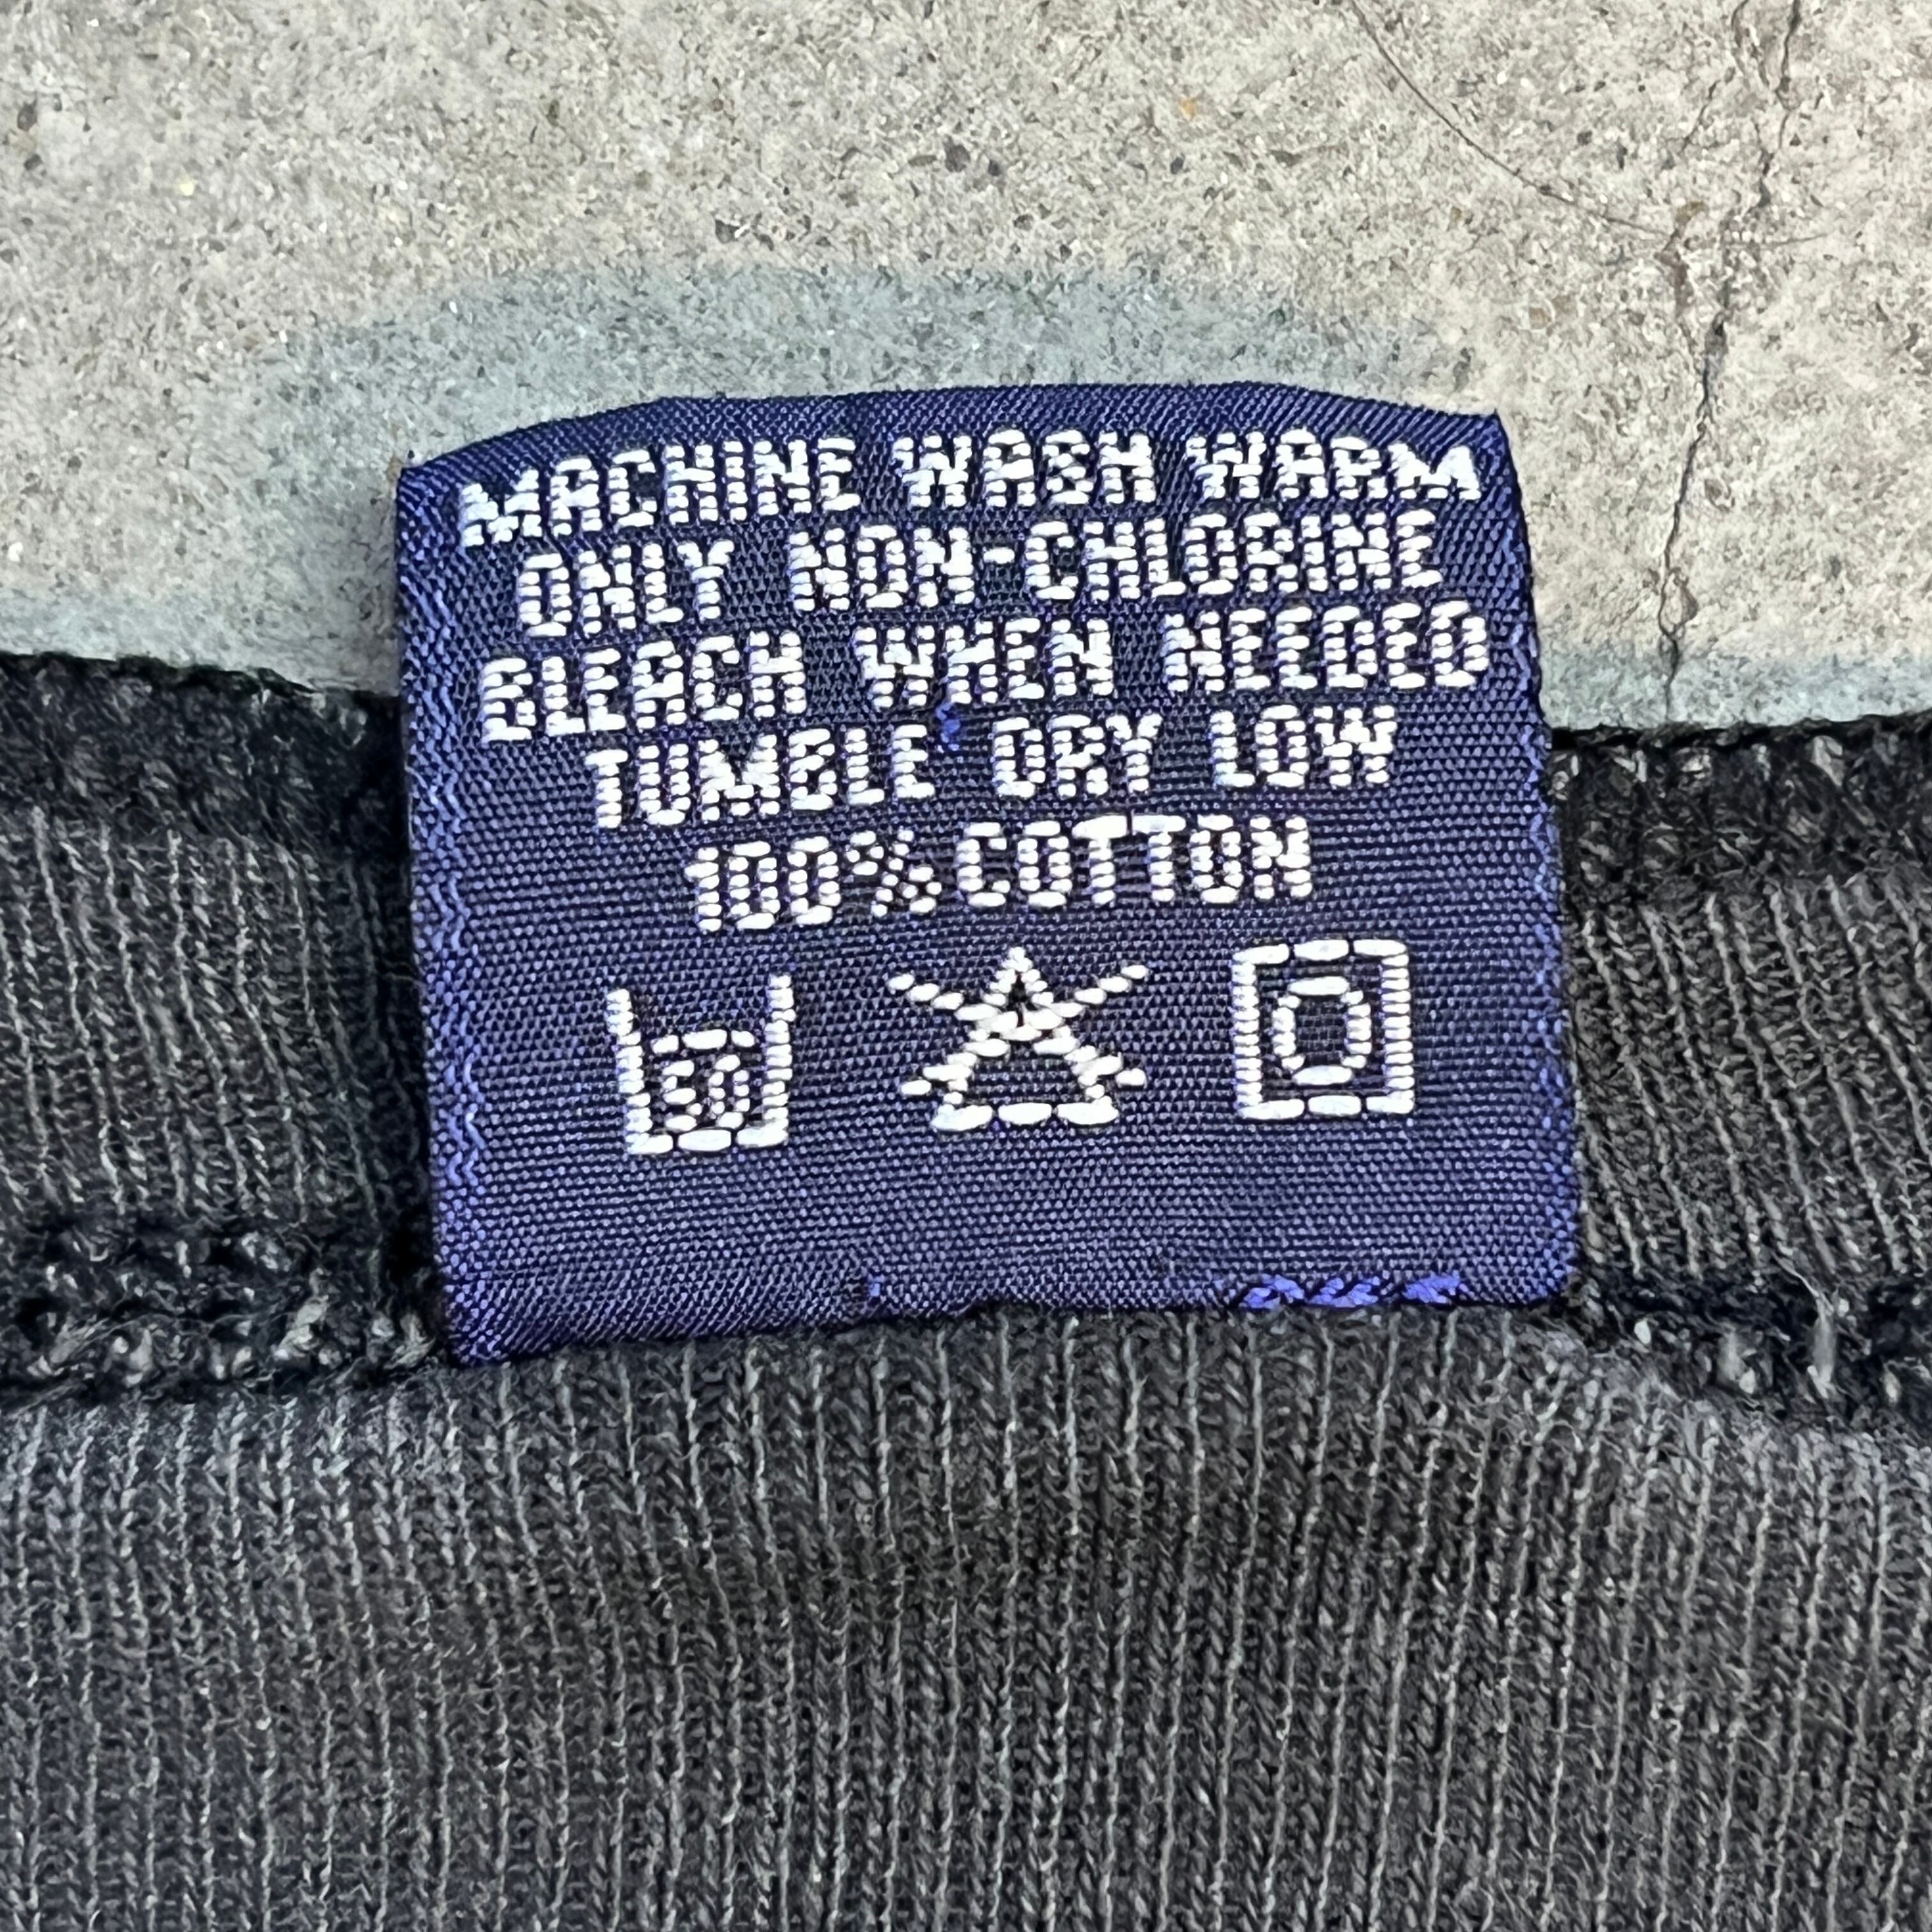 MACHINE WASH WARM
ONLY NON-CHLORINE
BLEACH WHEN NEEDED
TUMBLE DRY LOW
100% COTTON
50